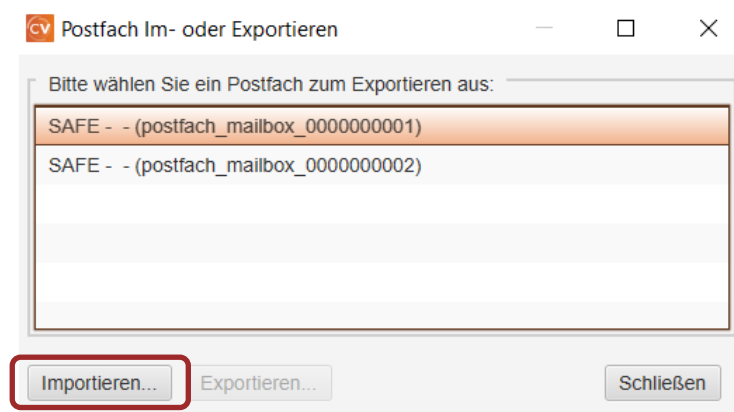 CV Postfach Im- oder Exportieren
Bitte wählen Sie ein Postfach zum Exportieren aus:
SAFE - - (postfach_mailbox_0000000001)
SAFE - - (postfach_mailbox_0000000002)
Importieren... Exportieren... Schließen